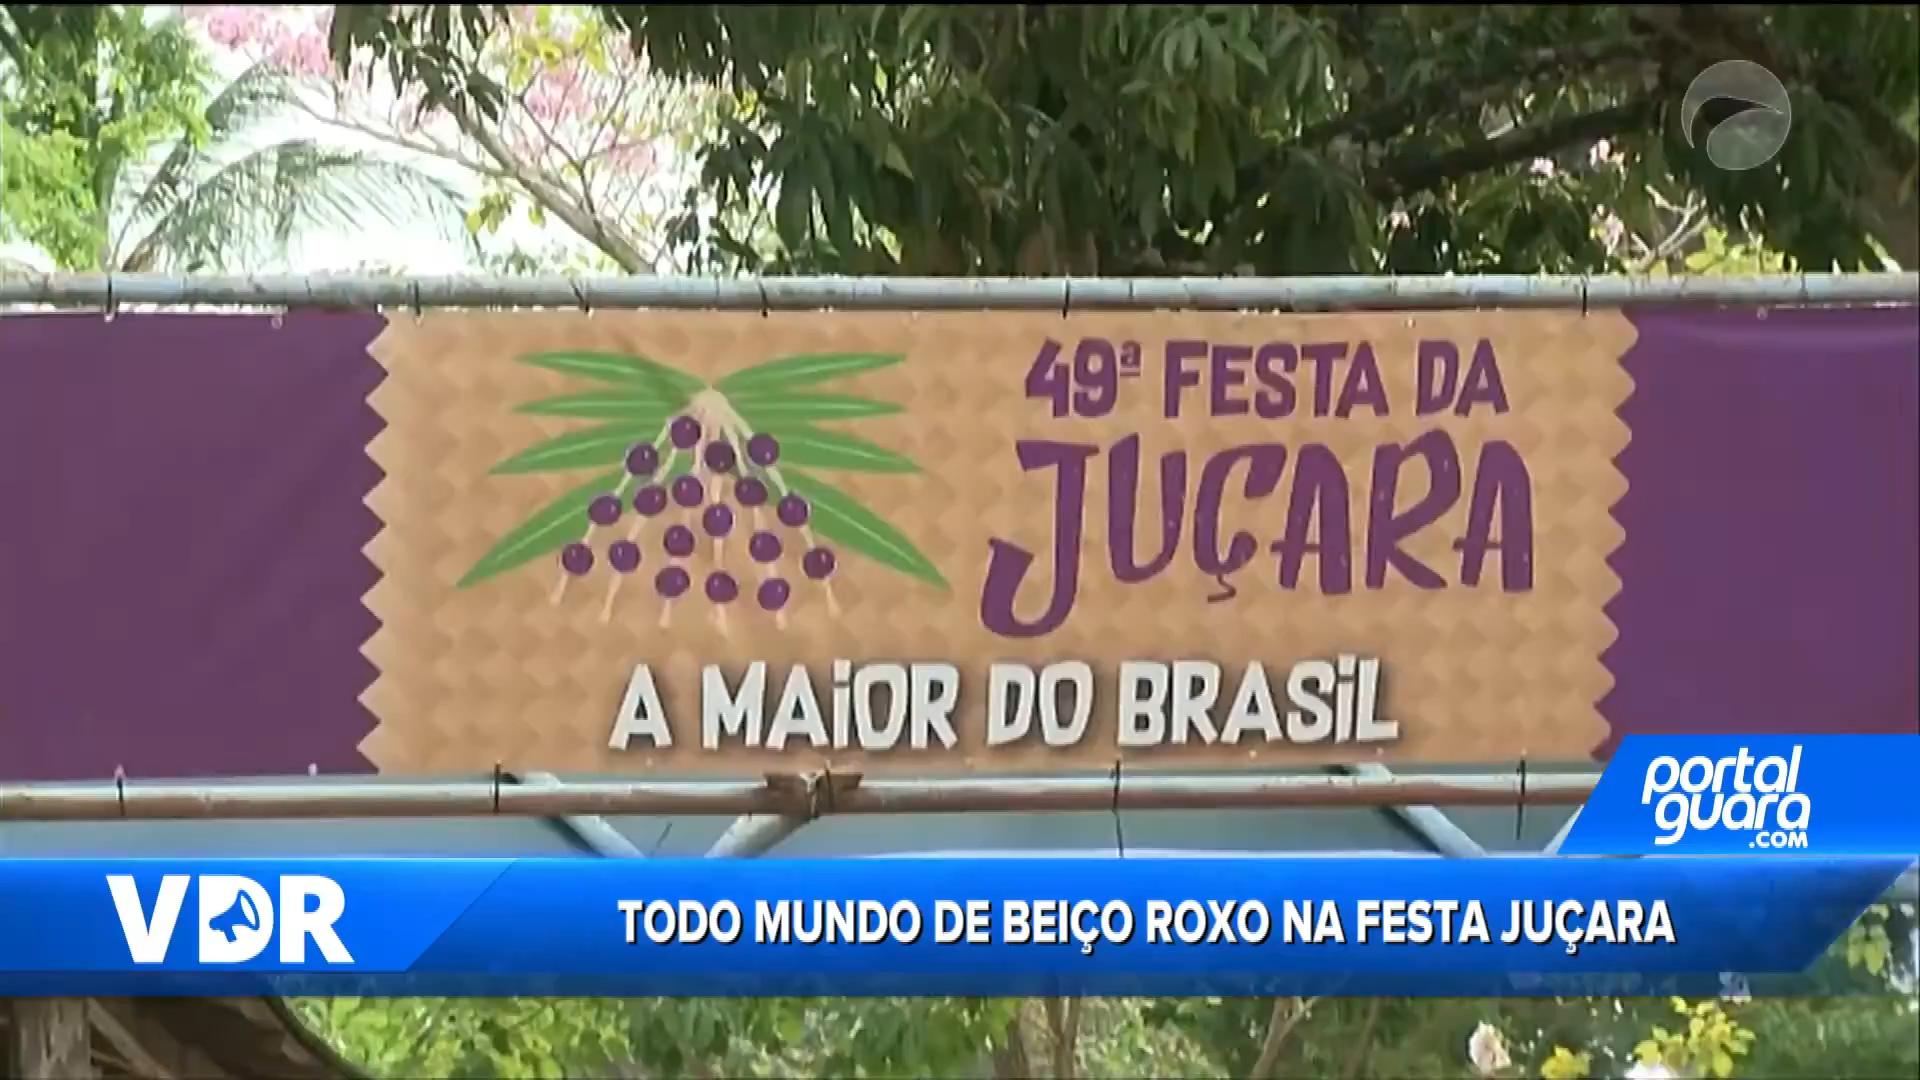 49ª FESTA DA
JUÇARA
A MAiOR DO BRASiL
portal
guara
.COM
VDR
TODO MUNDO DE BEIÇO ROXO NA FESTA JUÇARA